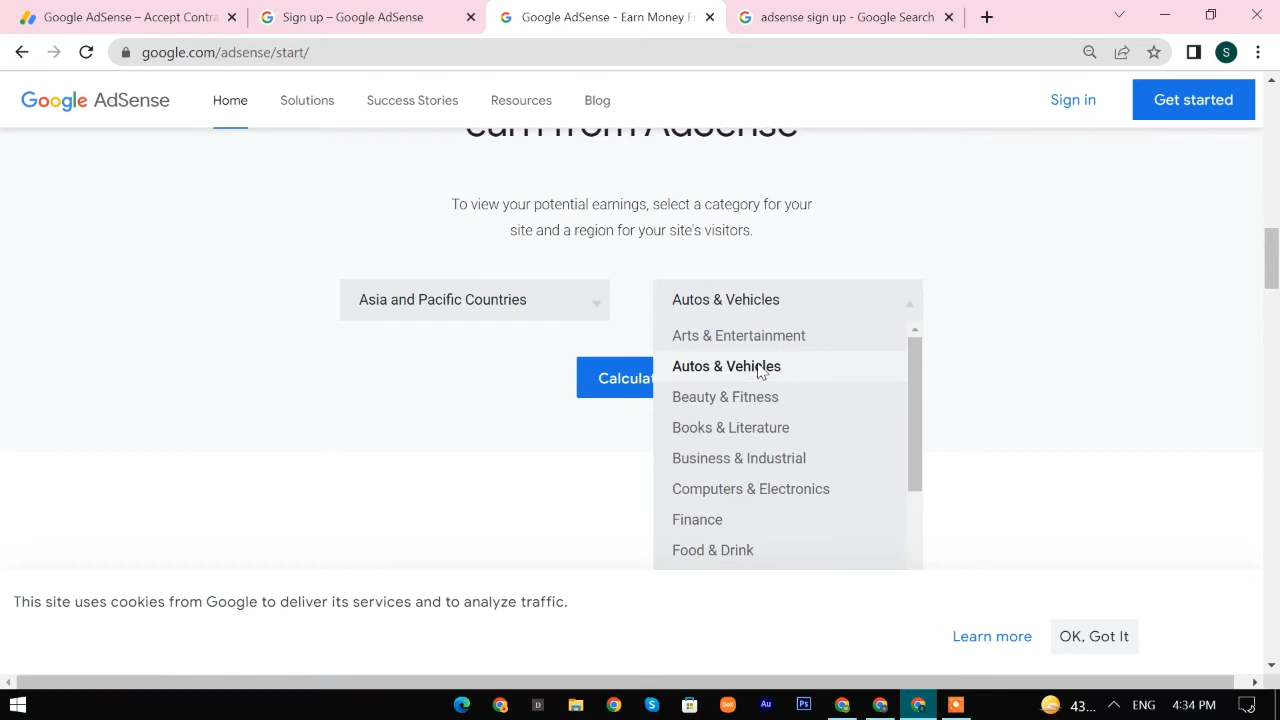 Google AdSense – Accept Contra
Sign up – Google AdSense
Google AdSense - Earn Money F
adsense sign up - Google Search
google.com/adsense/start/
S
Google AdSense
Home
Solutions
Success Stories
Resources
Blog
Sign in
Get started
earn from AdSense
To view your potential earnings, select a category for your
site and a region for your site's visitors.
Asia and Pacific Countries
Autos & Vehicles
Arts & Entertainment
Autos & Vehicles
Calculat
Beauty & Fitness
Books & Literature
Business & Industrial
Computers & Electronics
Finance
Food & Drink
This site uses cookies from Google to deliver its services and to analyze traffic.
Learn more
OK, Got It
D
DeX
Au
Ps
43...
ENG
4:34 PM